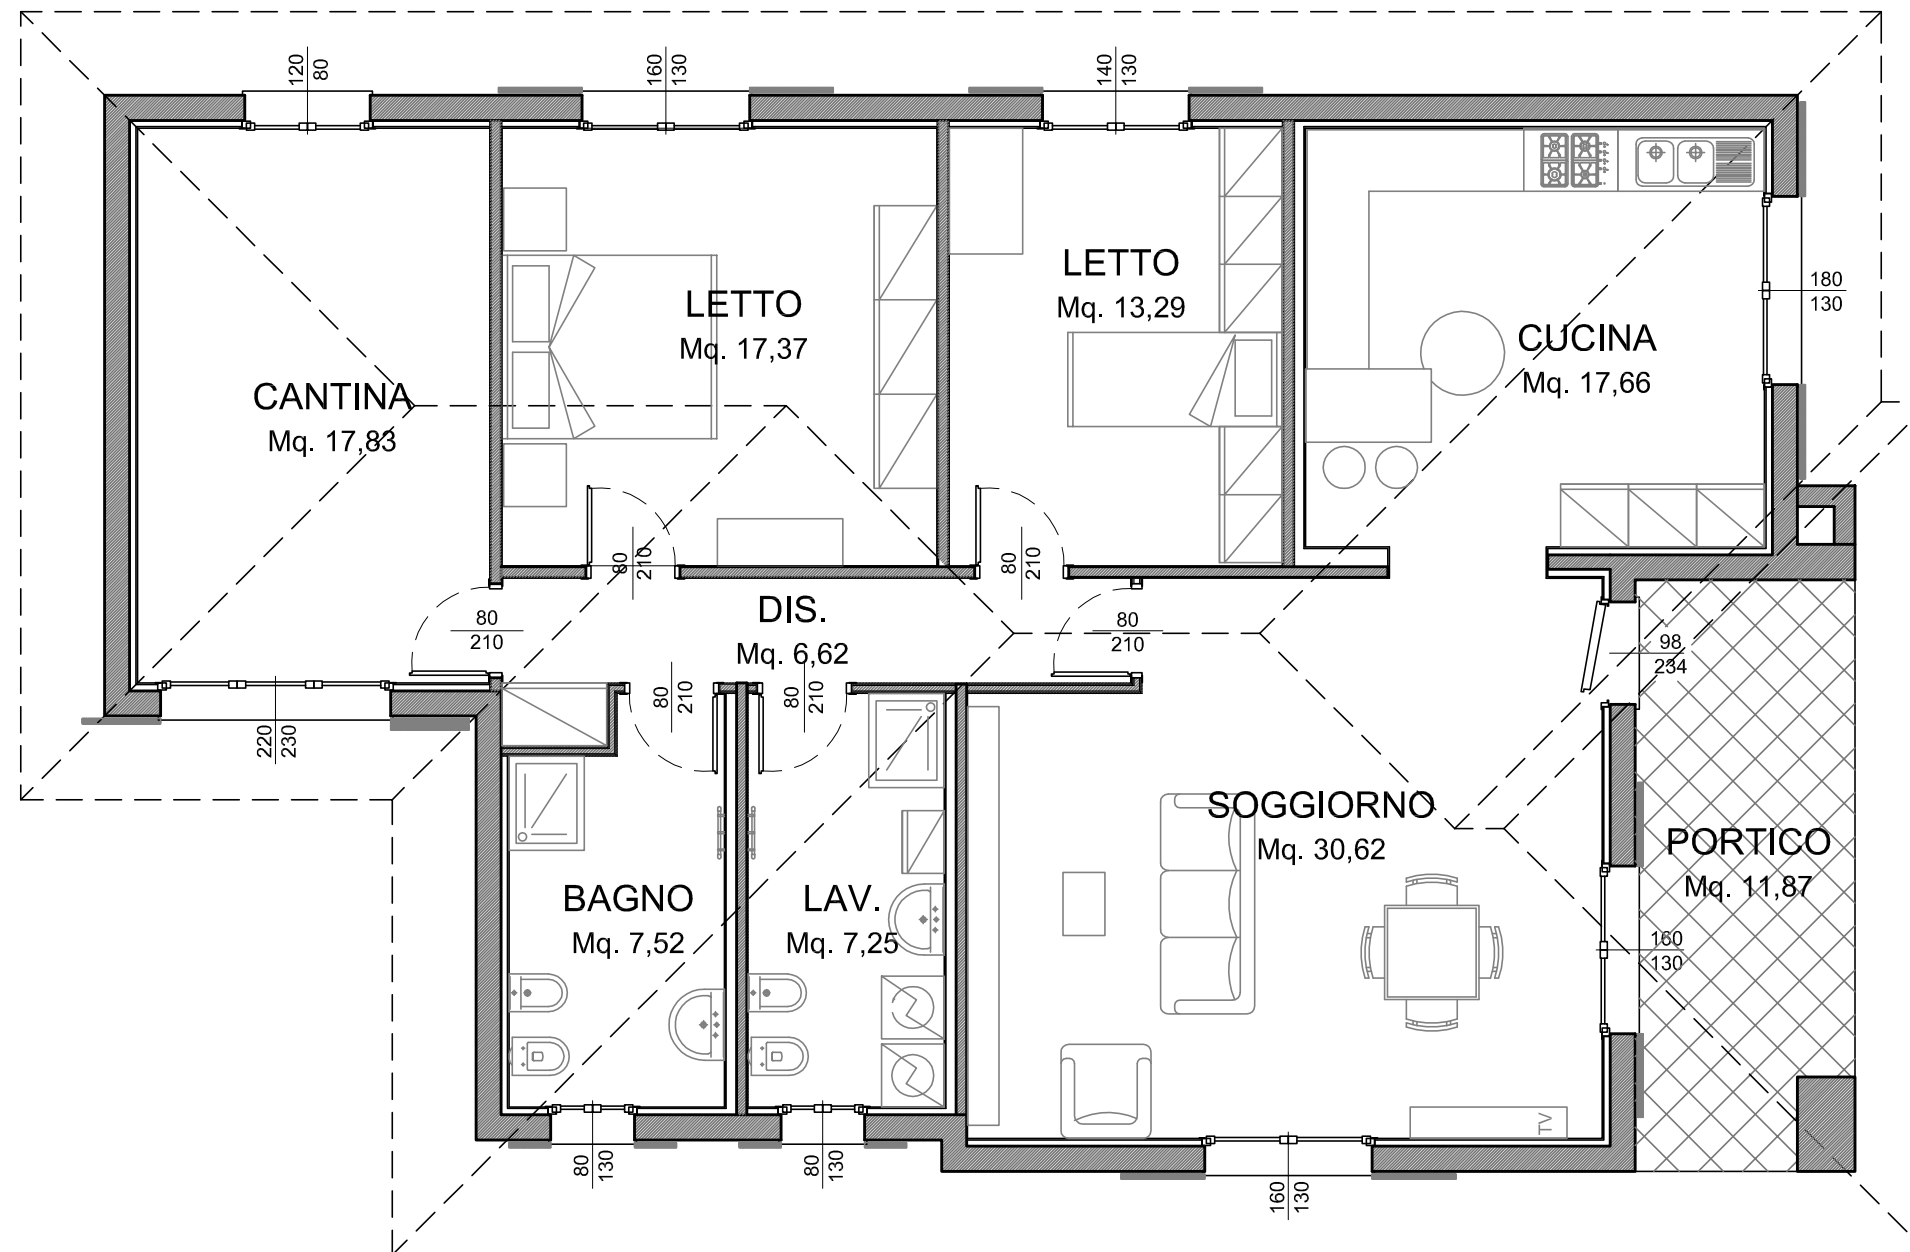 120
80
160
130
140
130
LETTO
Mq. 13,29
LETTO
Mq. 17,37
180
130
CUCINA
Mq. 17,66
CANTINA
Mq. 17,83
80
210
80
210
DIS.
Mq. 6,62
80
210
80
210
98
234
80
210
80
210
220
230
SOGGIORNO
Mq. 30,62
PORTICO
Mq. 11,87
BAGNO
Mq. 7,52
LAV.
Mq. 7,25
160
130
TV
80
130
80
130
160
130